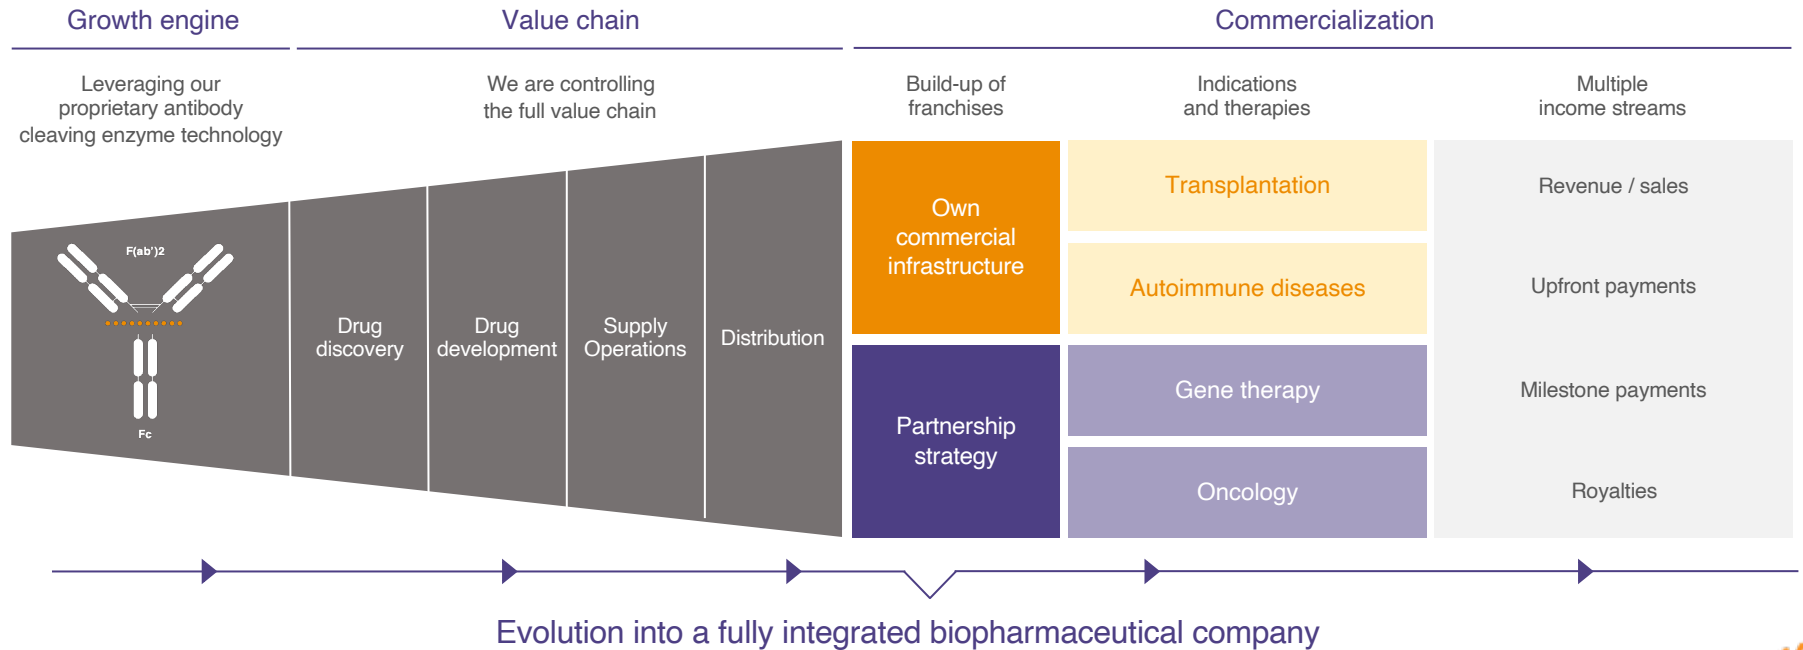 Growth engine
Value chain
Commercialization
Leveraging our
proprietary antibody
cleaving enzyme technology
We are controlling
the full value chain
Build-up of
franchises
Indications
and therapies
Multiple
income streams
F(ab')2
Fc
Drug
discovery
Drug
development
Supply
Operations
Distribution
Own
commercial
infrastructure
Partnership
strategy
Transplantation
Autoimmune diseases
Gene therapy
Oncology
Revenue / sales
Upfront payments
Milestone payments
Royalties
Evolution into a fully integrated biopharmaceutical company